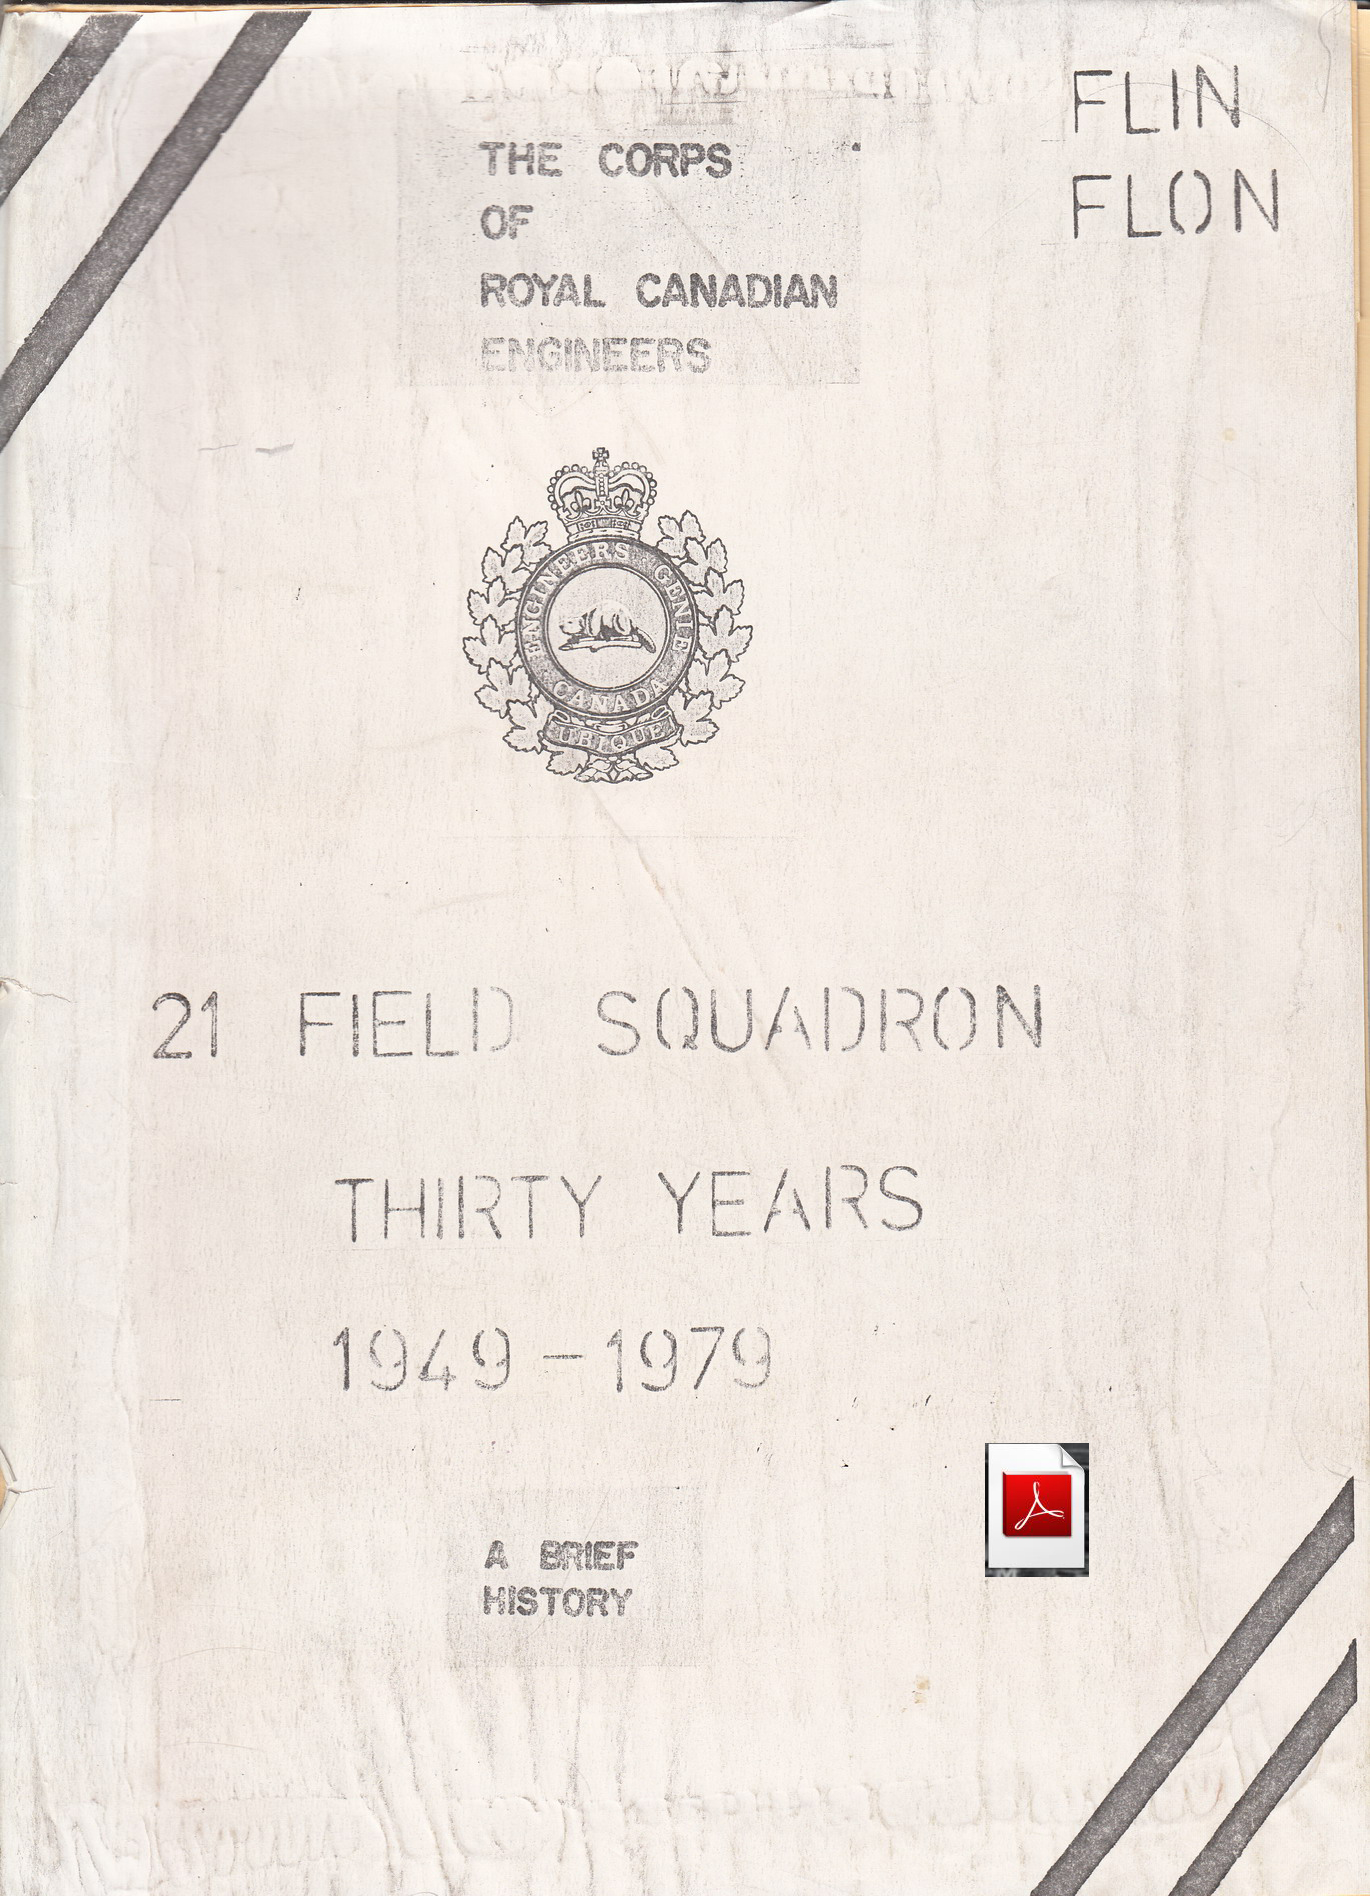 FLIN
FLON
THE CORPS
OF
ROYAL CANADIAN
ENGINEERS
ENGINEERS GENIE
CANADA
UBIQUE
21 FIELD SQUADRON
THIRTY YEARS
1949-1979
A BRIEF
HISTORY